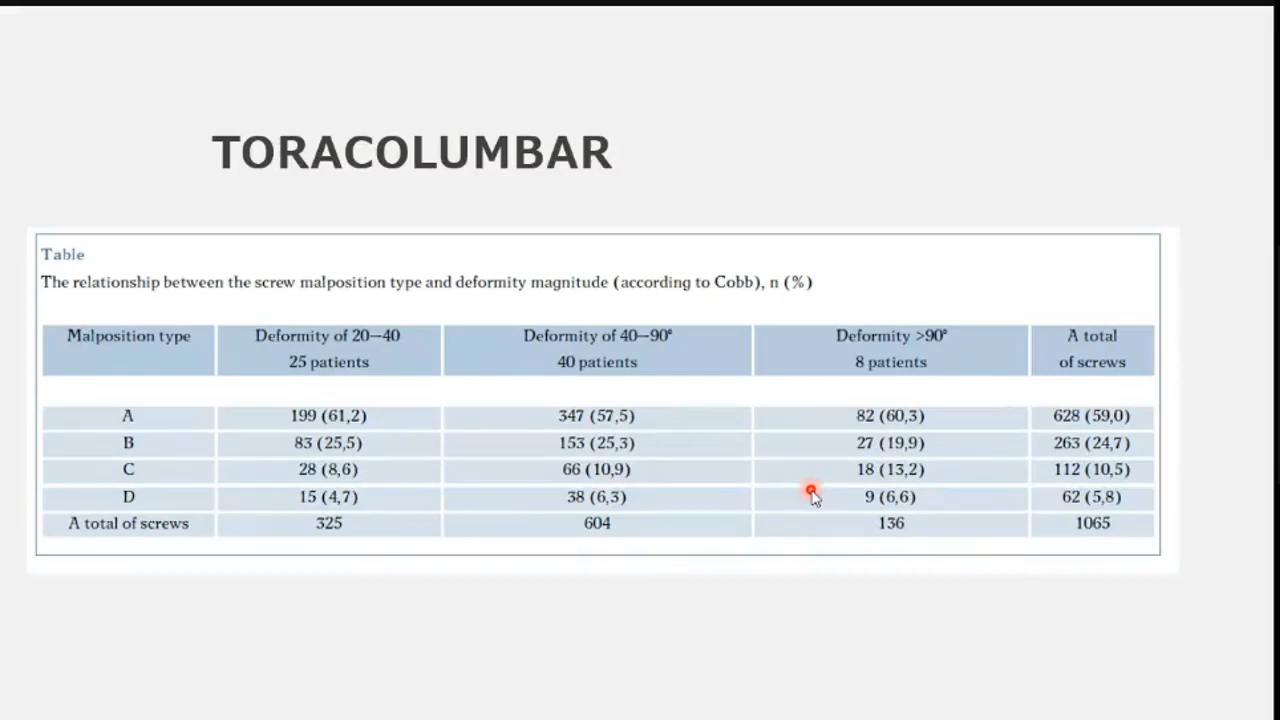 TORACOLUMBAR
Table
The relationship between the screw malposition type and deformity magnitude (according to Cobb), n (%)
Malposition type Deformity of 20—40 Deformity of 40—90° Deformity >90° A total
25 patients 40 patients 8 patients of screws
A 199 (61,2) 347 (57,5) 82 (60,3) 628 (59,0)
B 83 (25,5) 153 (25,3) 27 (19,9) 263 (24,7)
C 28 (8,6) 66 (10,9) 18 (13,2) 112 (10,5)
D 15 (4,7) 38 (6,3) 9 (6,6) 62 (5,8)
A total of screws 325 604 136 1065